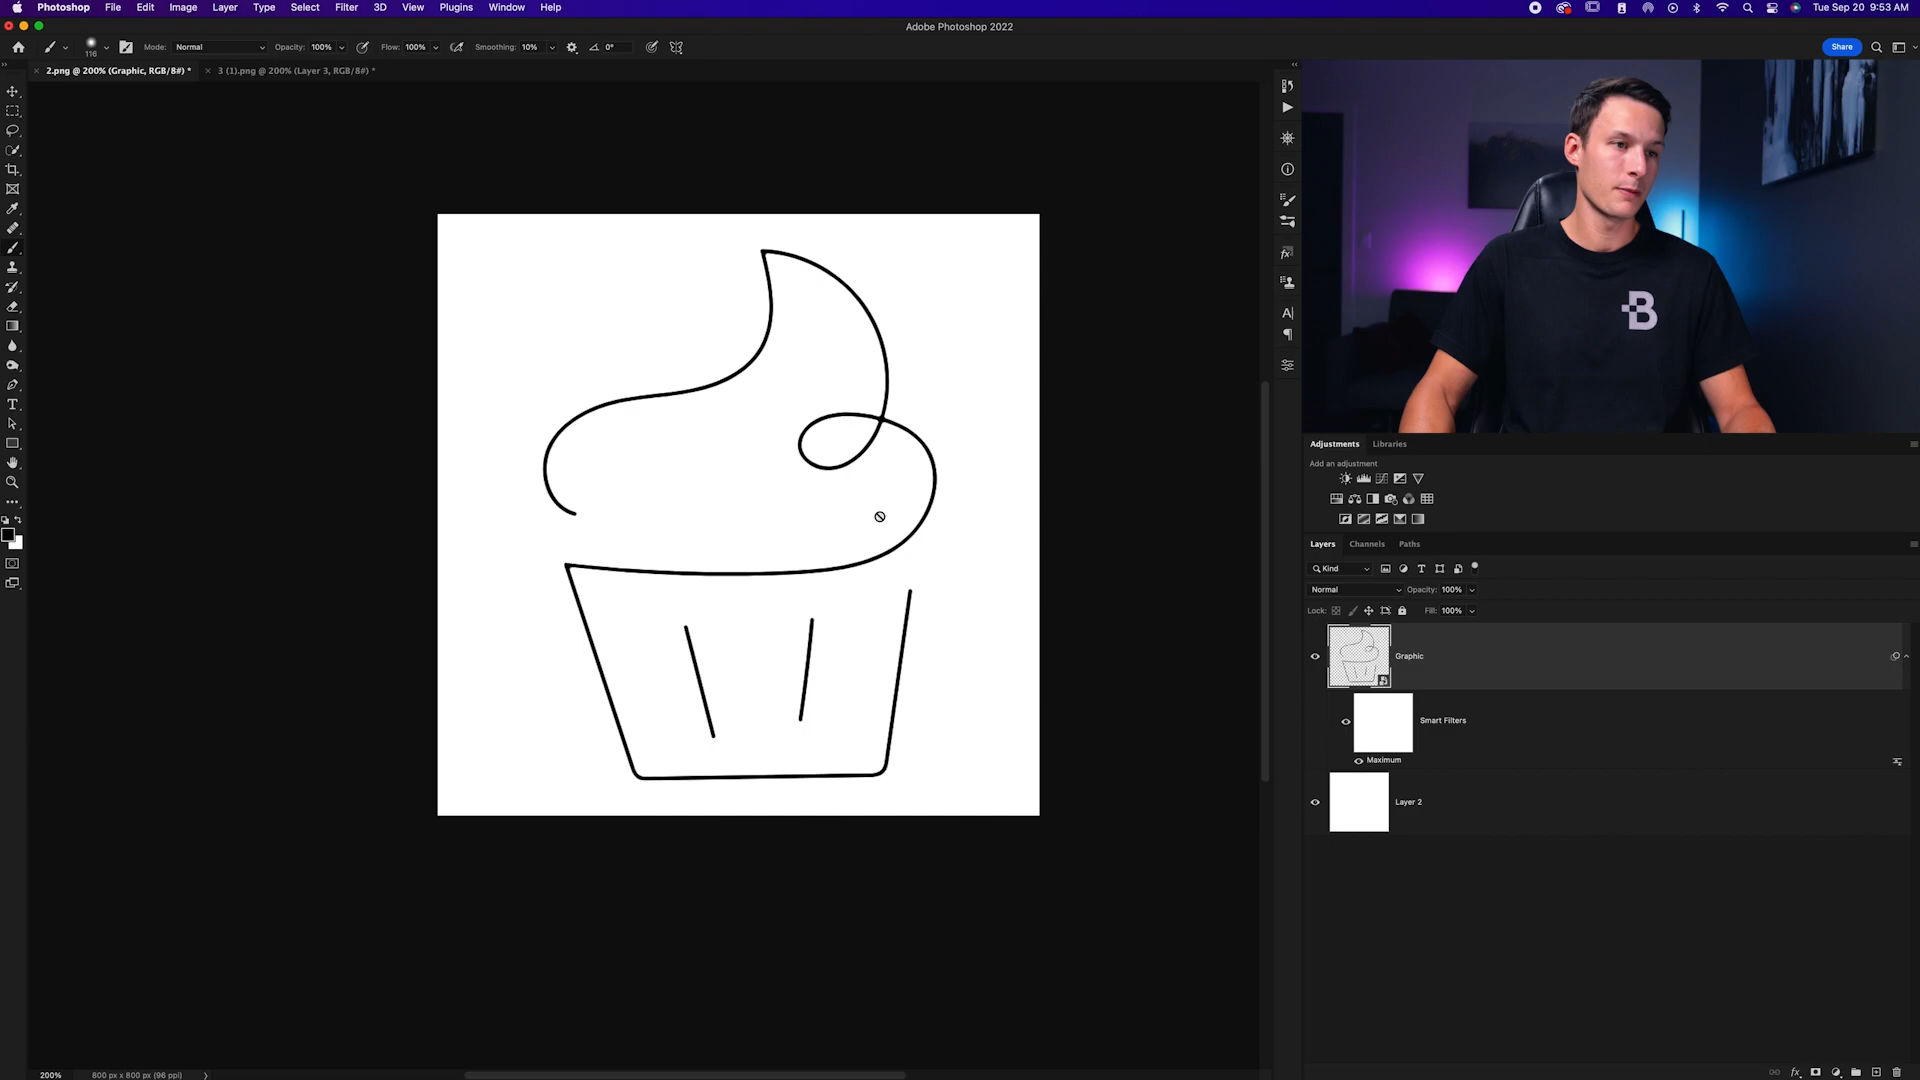 Photoshop File Edit Image Layer Type Select Filter 3D View Plugins Window Help Tue Sep 20 9:53 AM
Adobe Photoshop 2022
116 Mode: Normal Opacity: 100% Flow: 100% Smoothing: 10% 0° Share
2.png @ 200% (Graphic, RGB/8#) * 3 (1).png @ 200% (Layer 3, RGB/8#) *
B
Adjustments Libraries
Add an adjustment
Layers Channels Paths
Kind
Normal Opacity: 100%
Lock: Fill: 100%
Graphic
Smart Filters
Maximum
Layer 2
200% 800 px x 800 px (96 ppi)